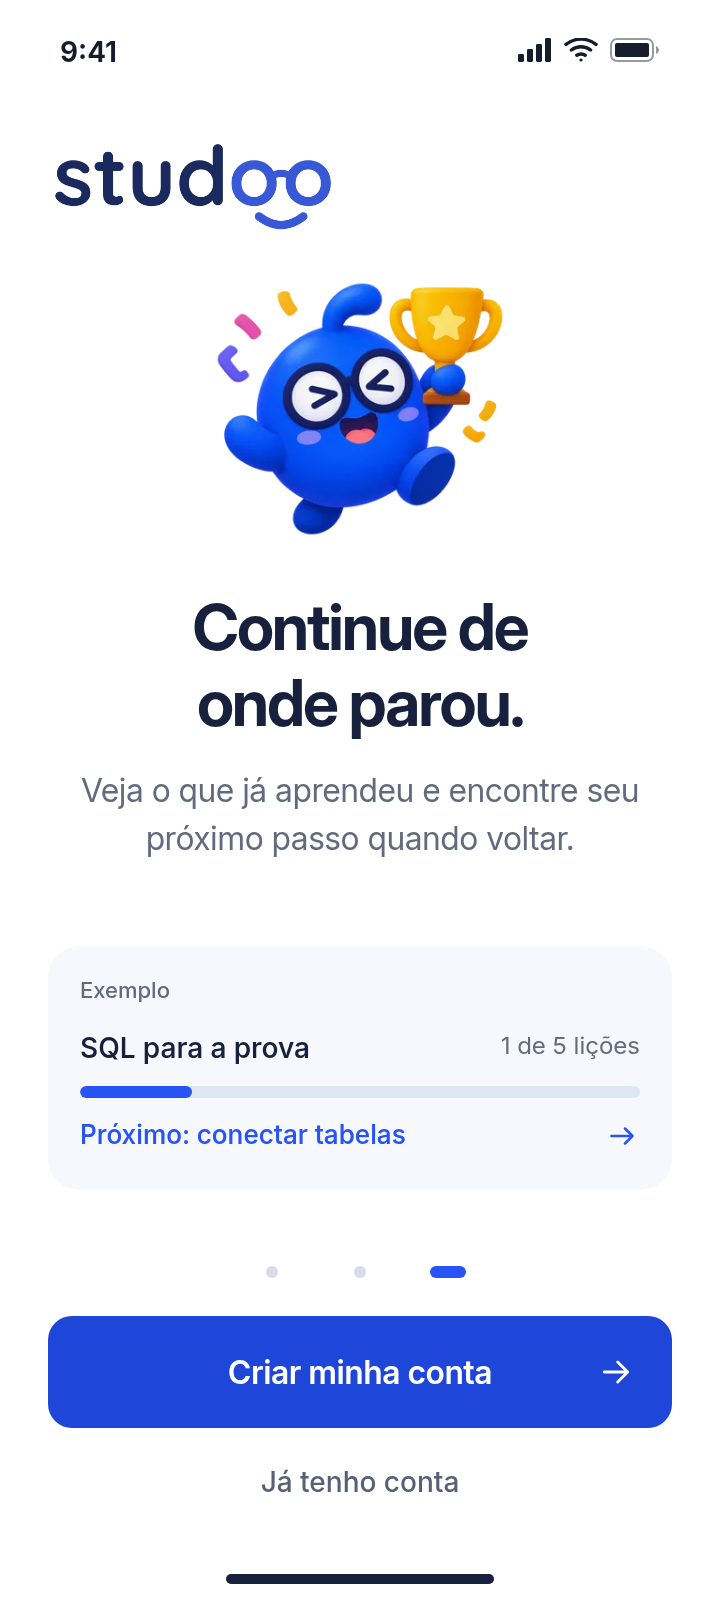 9:41
studoo
Continue de
onde parou.
Veja o que já aprendeu e encontre seu
próximo passo quando voltar.
Exemplo
SQL para a prova
1 de 5 lições
Próximo: conectar tabelas
Criar minha conta
Já tenho conta